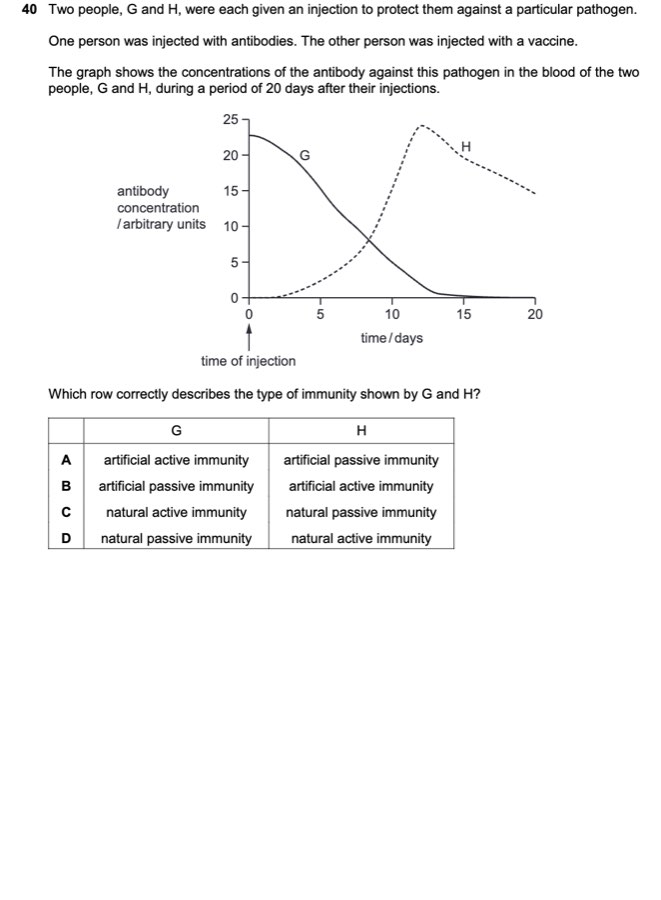 40 Two people, G and H, were each given an injection to protect them against a particular pathogen.
One person was injected with antibodies. The other person was injected with a vaccine.
The graph shows the concentrations of the antibody against this pathogen in the blood of the two
people, G and H, during a period of 20 days after their injections.
25
20
15
10
5
0
antibody
concentration
/ arbitrary units
G
H
0 5 10 15 20
time / days
time of injection
Which row correctly describes the type of immunity shown by G and H?
G H
A artificial active immunity artificial passive immunity
B artificial passive immunity artificial active immunity
C natural active immunity natural passive immunity
D natural passive immunity natural active immunity